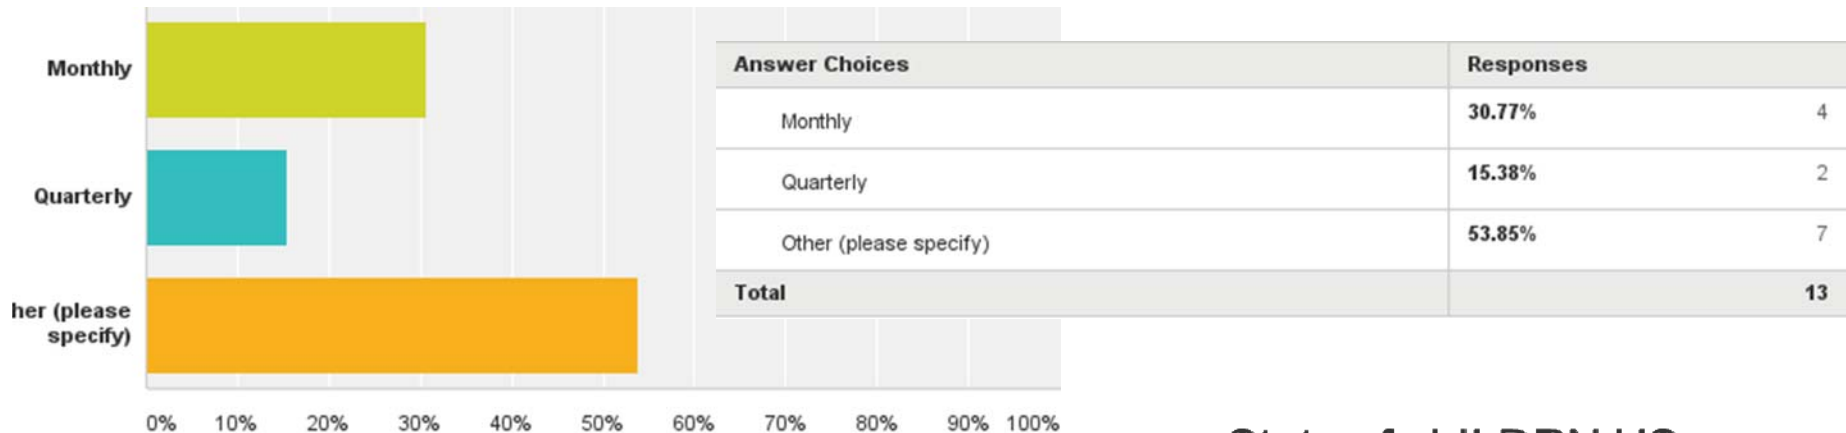 Monthly
Quarterly
her (please
specify)
0% 10% 20% 30% 40% 50% 60% 70% 80% 90% 100%
Answer Choices Responses
Monthly 30.77% 4
Quarterly 15.38% 2
Other (please specify) 53.85% 7
Total 13